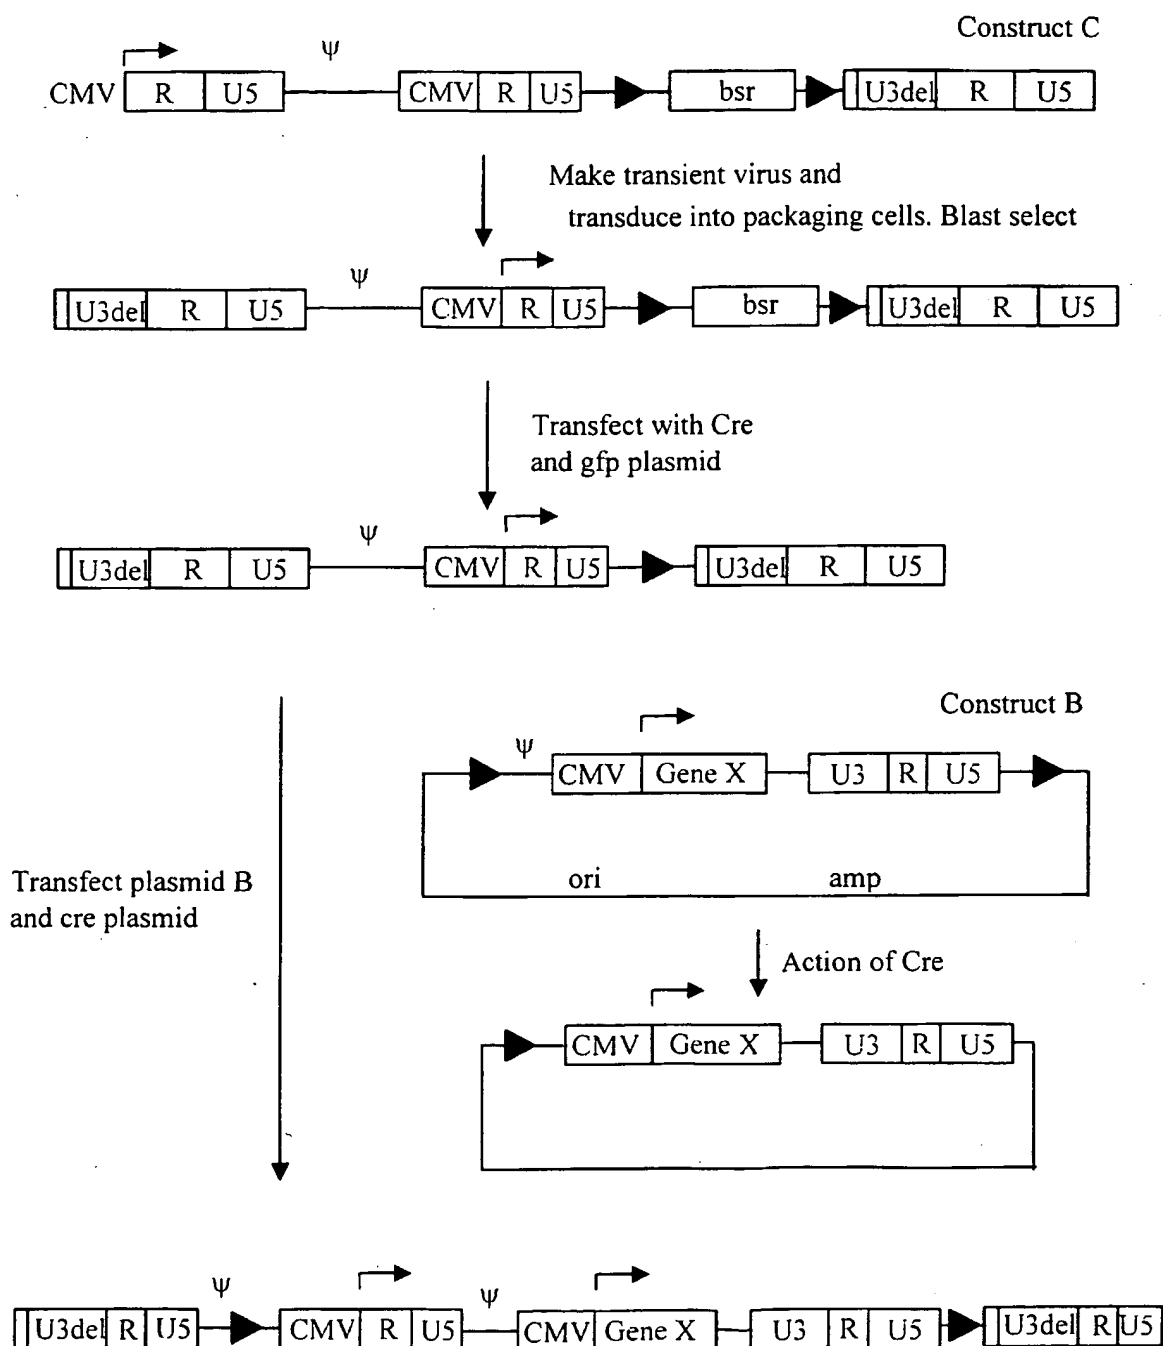 Construct C
ψ
CMV R U5 CMV R U5 bsr U3del R U5
Make transient virus and
transduce into packaging cells. Blast select
ψ
U3del R U5 CMV R U5 bsr U3del R U5
Transfect with Cre
and gfp plasmid
ψ
U3del R U5 CMV R U5 U3del R U5
Construct B
ψ
CMV Gene X U3 R U5
ori amp
Transfect plasmid B
and cre plasmid
Action of Cre
CMV Gene X U3 R U5
ψ ψ
U3del R U5 CMV R U5 CMV Gene X U3 R U5 U3del R U5